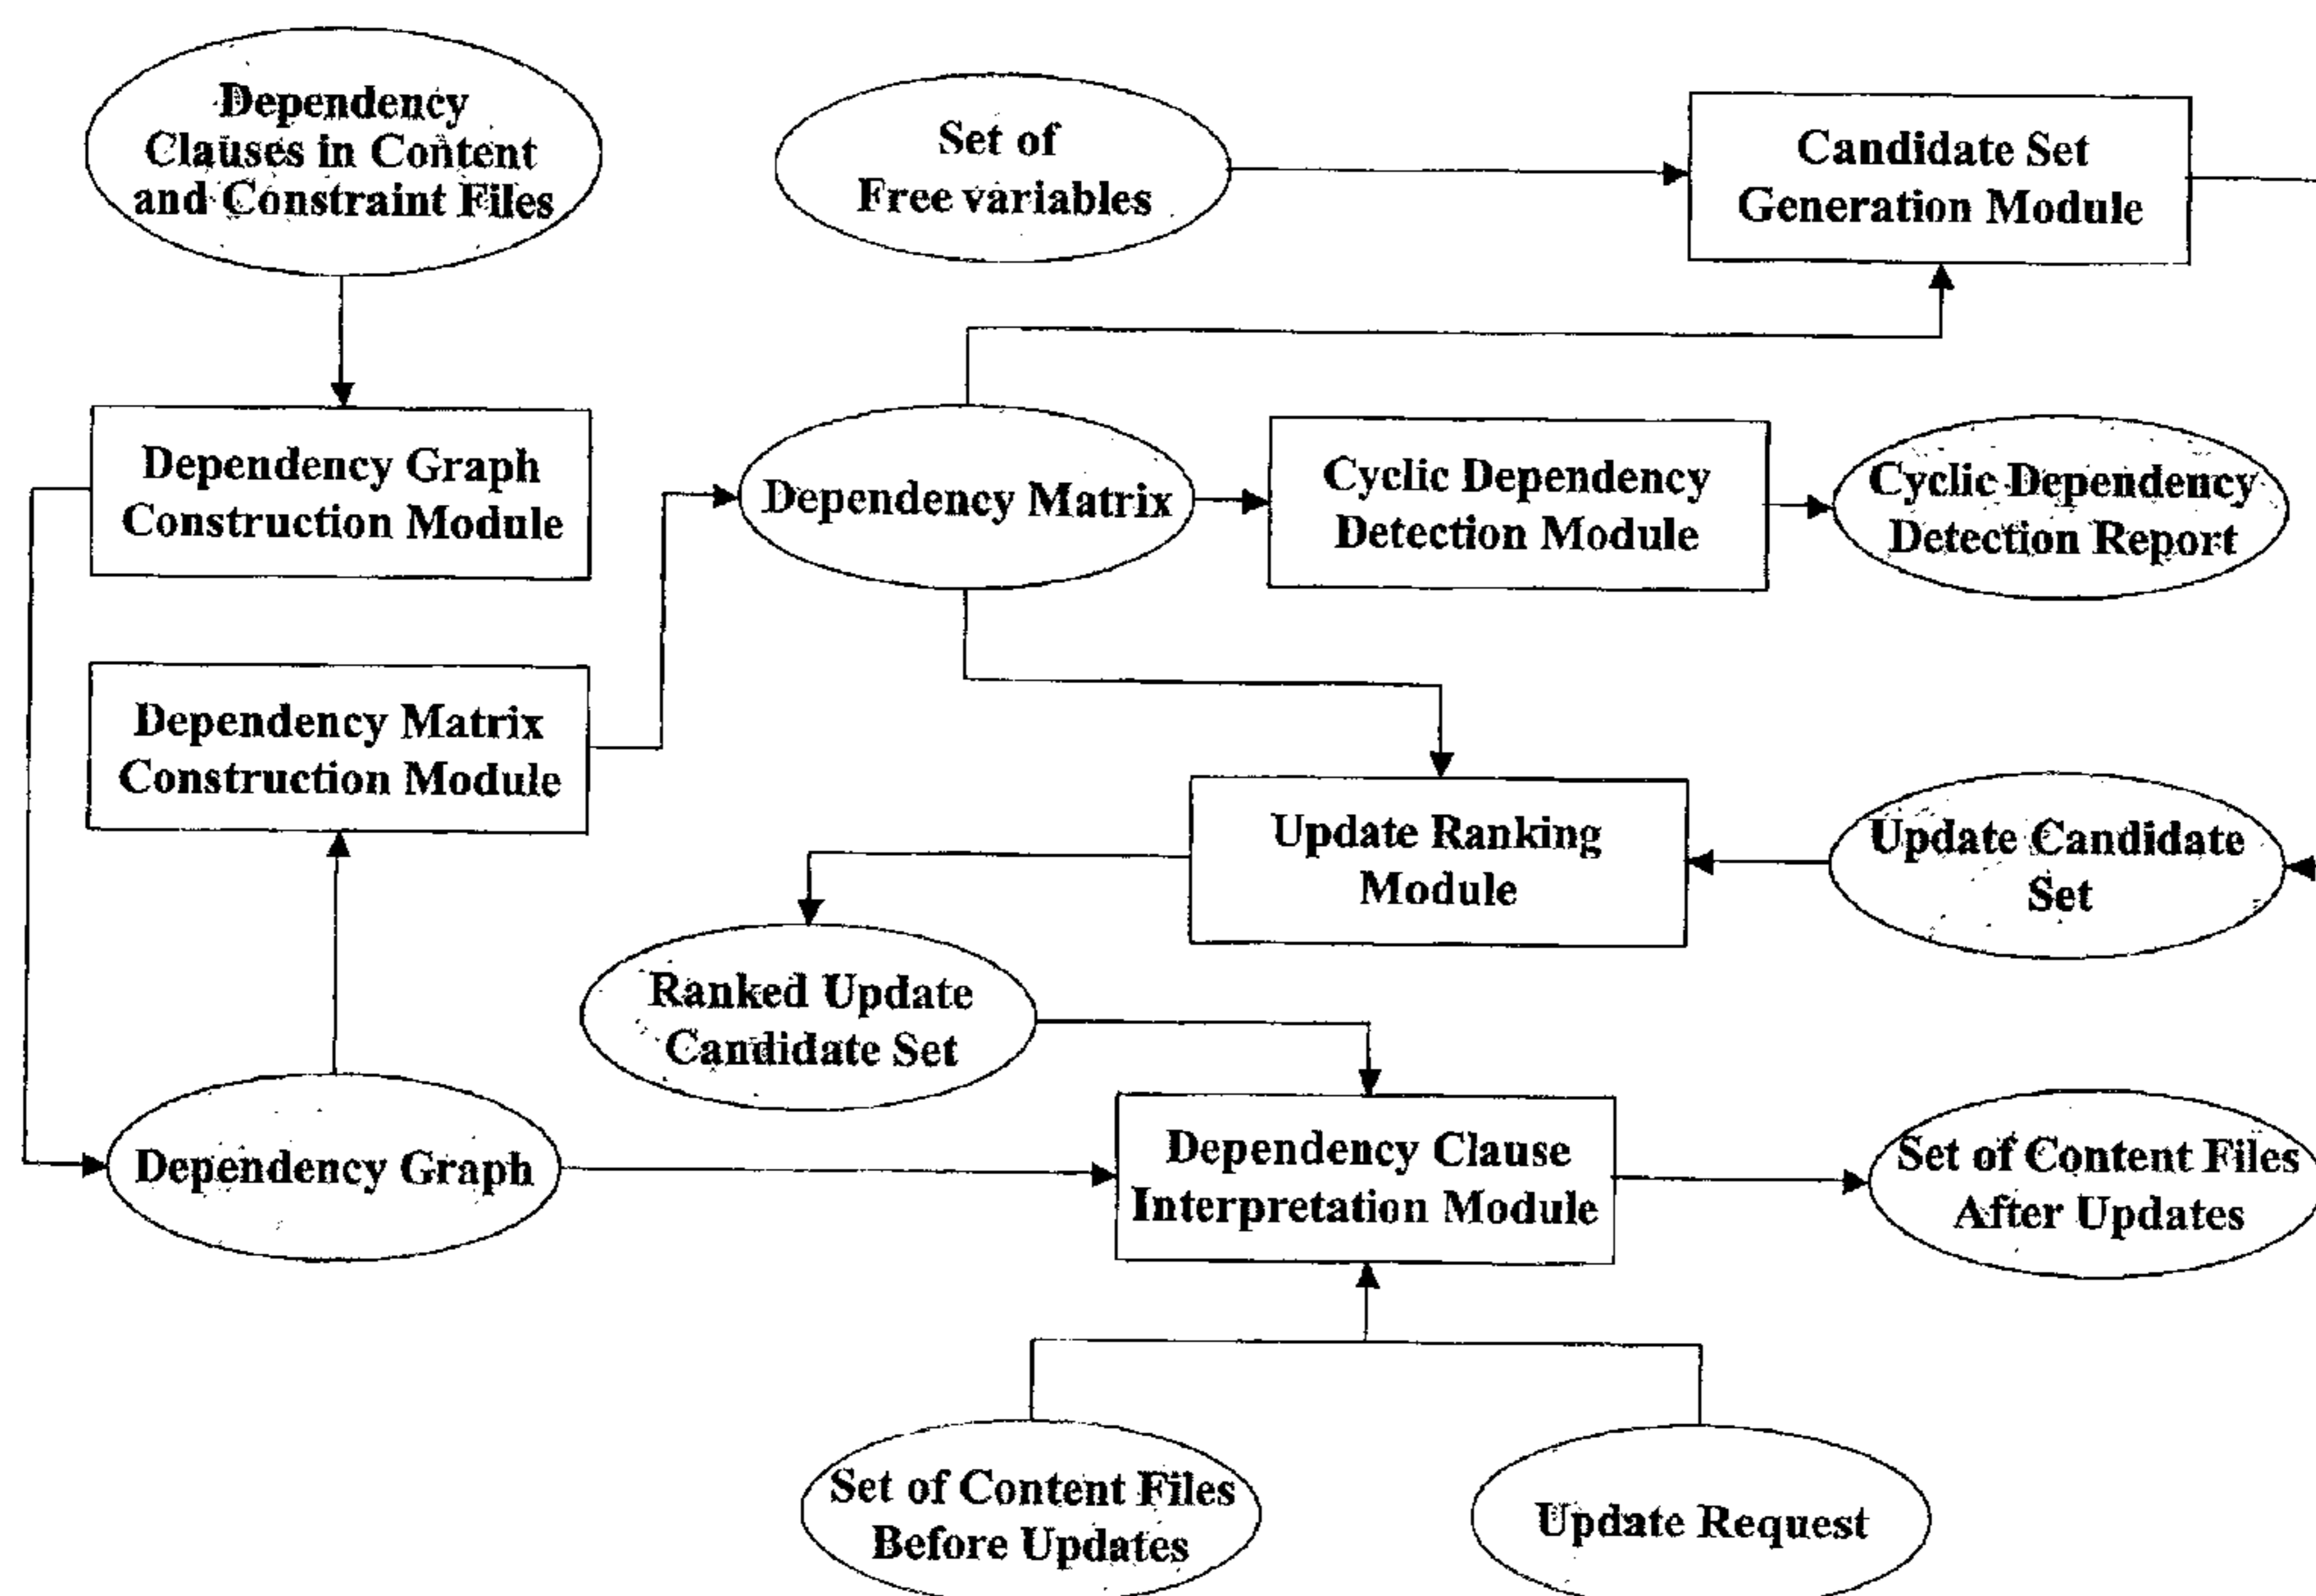 Dependency
Clauses in Content
and Constraint Files
Set of
Free variables
Candidate Set
Generation Module
Dependency Graph
Construction Module
Dependency Matrix
Cyclic Dependency
Detection Module
Cyclic Dependency
Detection Report
Dependency Matrix
Construction Module
Update Ranking
Module
Update Candidate
Set
Ranked Update
Candidate Set
Dependency Graph
Dependency Clause
Interpretation Module
Set of Content Files
After Updates
Set of Content Files
Before Updates
Update Request